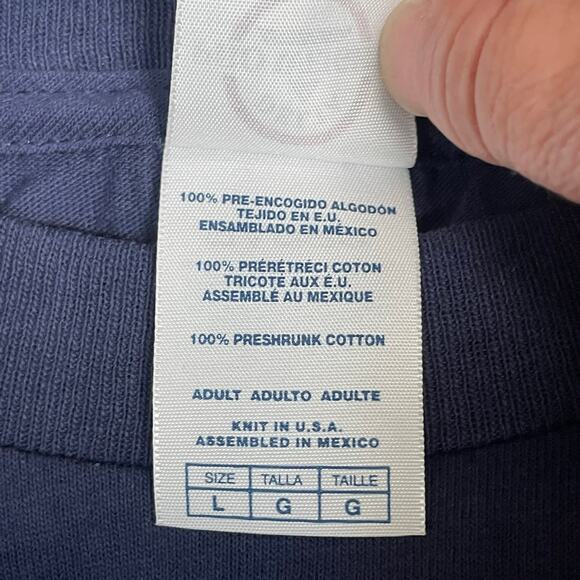 100% PRE-ENCOGIDO ALGODÓN
TEJIDO EN E.U.
ENSAMBLADO EN MÉXICO
100% PRÉRÉTRÉCI COTON
TRICOTÉ AUX É.U.
ASSEMBLÉ AU MEXIQUE
100% PRESHRUNK COTTON
ADULT ADULTO ADULTE
KNIT IN U.S.A.
ASSEMBLED IN MEXICO
SIZE TALLA TAILLE
L G G